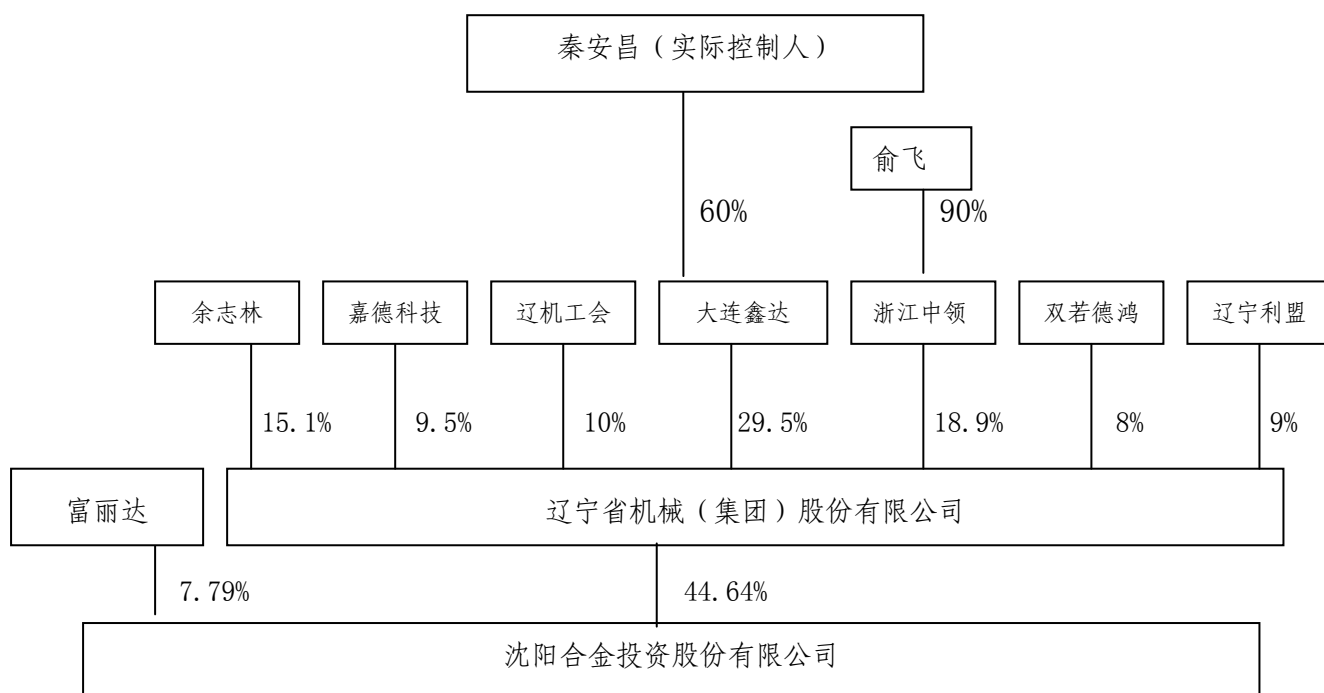 秦安昌（实际控制人）
俞飞
60%
90%
余志林
嘉德科技
辽机工会
大连鑫达
浙江中领
双若德鸿
辽宁利盟
15.1%
9.5%
10%
29.5%
18.9%
8%
9%
富丽达
辽宁省机械（集团）股份有限公司
7.79%
44.64%
沈阳合金投资股份有限公司